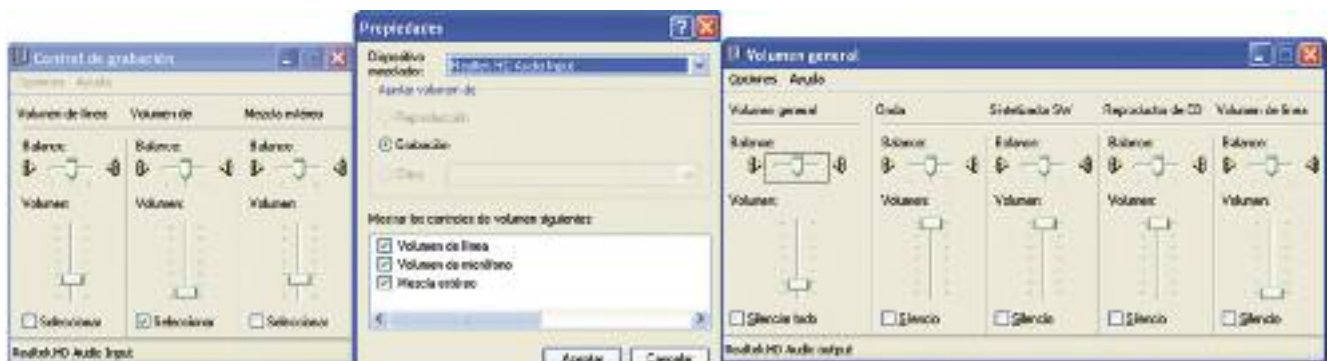 Control de grabación
Opciones Ayuda
Volumen de línea Volumen de Mezcla estéreo
Balance: Balance: Balance:
Volumen: Volumen: Volumen:
Seleccionar Seleccionar Seleccionar
Realtek HD Audio Input
Propiedades
Dispositivo
mezclador: Realtek HD Audio Input
Ajustar volumen de
Reproducción
Grabación
Otros
Mostrar los controles de volumen siguientes
Volumen de línea
Volumen de micrófono
Mezcla estéreo
Aceptar Cancelar
Volumen general
Opciones Ayuda
Volumen general Onda Sintetizador SW Reproductor de CD Volumen de línea
Balance: Balance: Balance: Balance: Balance:
Volumen: Volumen: Volumen: Volumen: Volumen:
Silenciar todo Silencio Silencio Silencio Silencio
Realtek HD Audio output